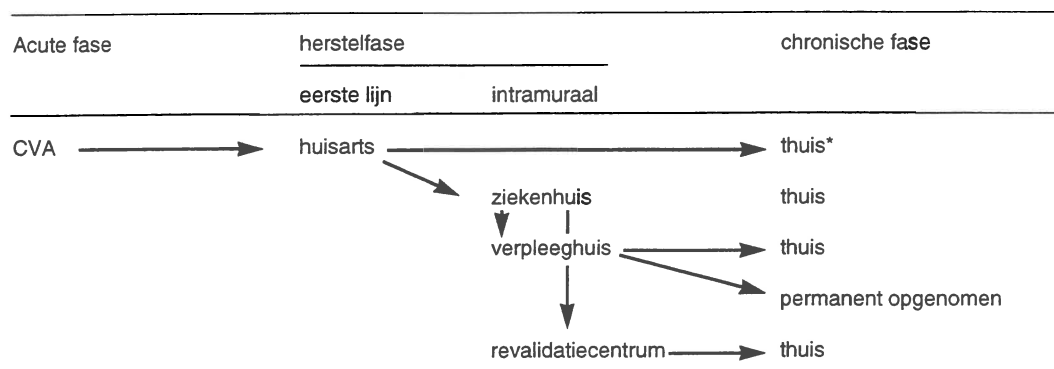 Acute fase herstelfase chronische fase
eerste lijn intramuraal
CVA huisarts thuis*
ziekenhuis thuis
verpleeghuis thuis
permanent opgenomen
revalidatiecentrum thuis